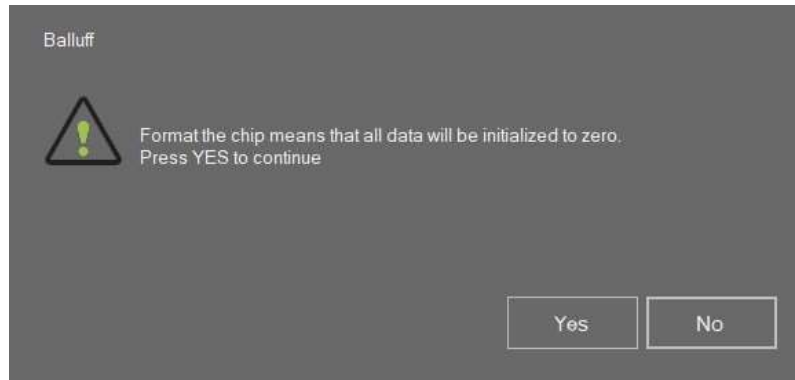 Balluff
Format the chip means that all data will be initialized to zero.
Press YES to continue
Yes
No